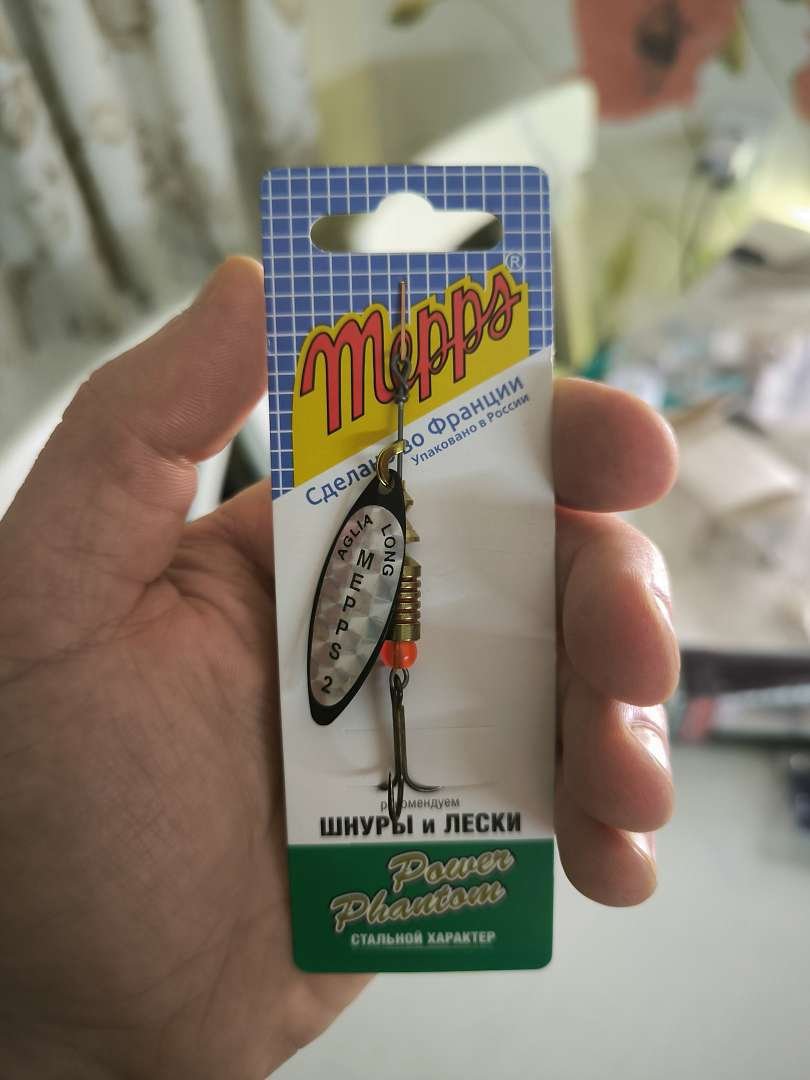 Mepps®
Сделано во Франции
Упаковано в России
AGLIA LONG
MEPPS
2
рекомендуем
ШНУРЫ и ЛЕСКИ
Power
Phantom
СТАЛЬНОЙ ХАРАКТЕР